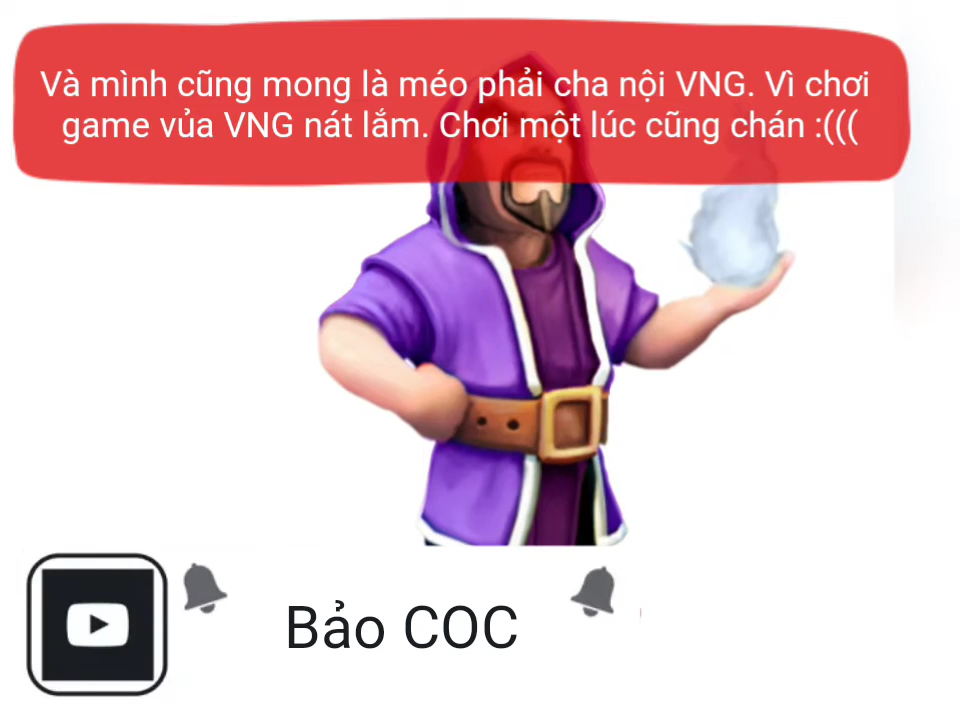 Và mình cũng mong là méo phải cha nội VNG. Vì chơi
game vủa VNG nát lắm. Chơi một lúc cũng chán :(((
Bảo COC